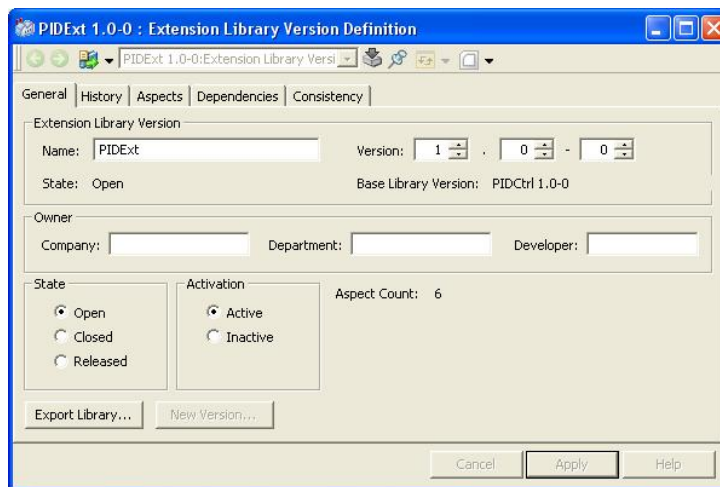 PIDExt 1.0-0 : Extension Library Version Definition
PIDExt 1.0-0:Extension Library Versi
General History Aspects Dependencies Consistency
Extension Library Version
Name: PIDExt Version: 1 . 0 - 0
State: Open Base Library Version: PIDCtrl 1.0-0
Owner
Company: Department: Developer:
State Activation Aspect Count: 6
Open Active
Closed Inactive
Released
Export Library... New Version...
Cancel Apply Help